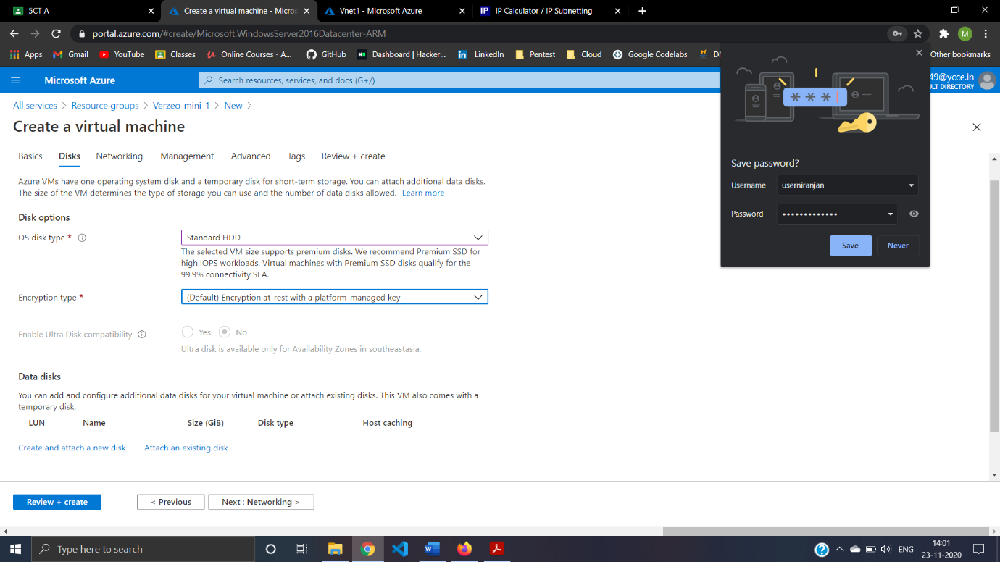 5CT A
Create a virtual machine - Micros
Vnet1 - Microsoft Azure
IP
IP Calculator / IP Subnetting
portal.azure.com/#create/Microsoft.WindowsServer2016Datacenter-ARM
M
Apps
Gmail
YouTube
Classes
Online Courses - A...
GitHub
Dashboard | Hacker...
LinkedIn
Pentest
Cloud
Google Codelabs
Other bookmarks
Microsoft Azure
Search resources, services, and docs (G+/)
49@ycce.in
ULT DIRECTORY
All services > Resource groups > Verzeo-mini-1 > New >
Create a virtual machine
Basics Disks Networking Management Advanced Tags Review + create
Azure VMs have one operating system disk and a temporary disk for short-term storage. You can attach additional data disks.
The size of the VM determines the type of storage you can use and the number of data disks allowed. Learn more
Disk options
OS disk type *
Standard HDD
The selected VM size supports premium disks. We recommend Premium SSD for
high IOPS workloads. Virtual machines with Premium SSD disks qualify for the
99.9% connectivity SLA.
Encryption type *
(Default) Encryption at-rest with a platform-managed key
Enable Ultra Disk compatibility
Yes
No
Ultra disk is available only for Availability Zones in southeastasia.
Data disks
You can add and configure additional data disks for your virtual machine or attach existing disks. This VM also comes with a
temporary disk.
LUN Name Size (GiB) Disk type Host caching
Create and attach a new disk Attach an existing disk
Review + create
< Previous
Next : Networking >
Save password?
Username
userniranjan
Password
•••••••••••••
Save
Never
Type here to search
ENG
14:01
23-11-2020